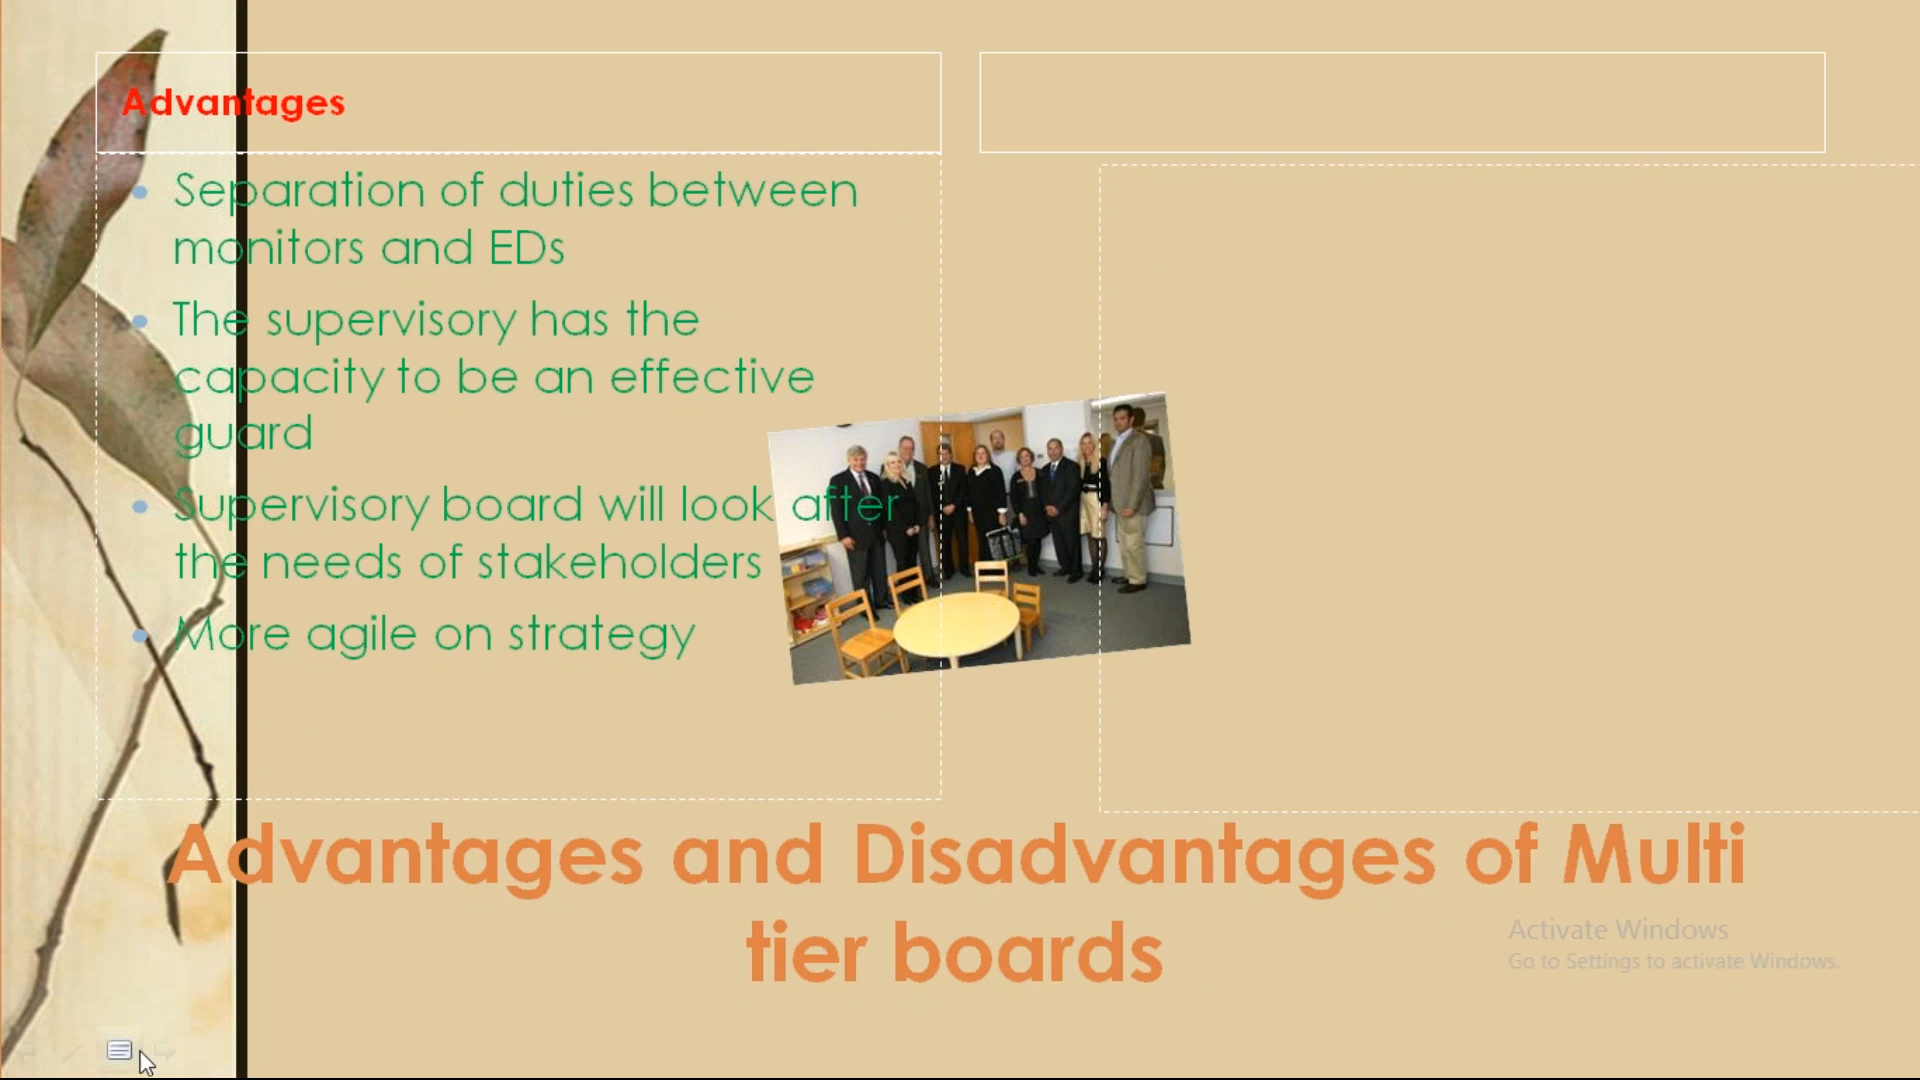 Advantages
• Separation of duties between
monitors and EDs
• The supervisory has the
capacity to be an effective
guard
• Supervisory board will look after
the needs of stakeholders
• More agile on strategy
Advantages and Disadvantages of Multi
tier boards
Activate Windows
Go to Settings to activate Windows.